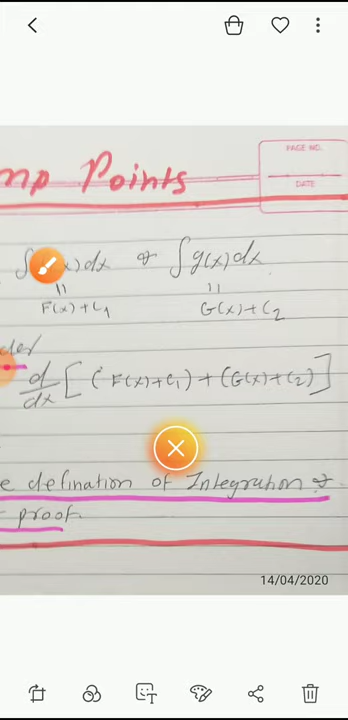 PAGE NO.
DATE
mp Points
∫ (x)dx & ∫g(x)dx
F(x)+C₁ G(x)+C₂
d/dx [(F(x)+C₁)+(G(x)+C₂)]
e defination of Integration &
proof.
14/04/2020